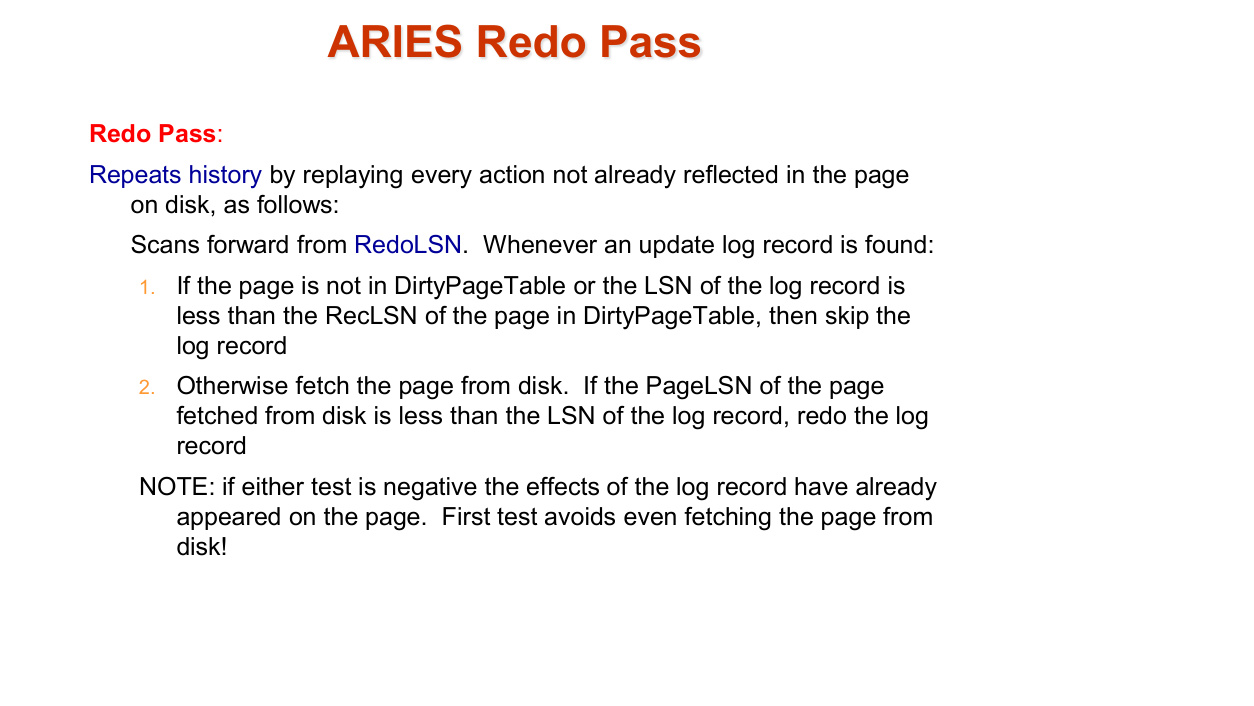 ARIES Redo Pass
Redo Pass:
Repeats history by replaying every action not already reflected in the page
on disk, as follows:
Scans forward from RedoLSN.  Whenever an update log record is found:
1. If the page is not in DirtyPageTable or the LSN of the log record is
less than the RecLSN of the page in DirtyPageTable, then skip the
log record
2. Otherwise fetch the page from disk.  If the PageLSN of the page
fetched from disk is less than the LSN of the log record, redo the log
record
NOTE: if either test is negative the effects of the log record have already
appeared on the page.  First test avoids even fetching the page from
disk!